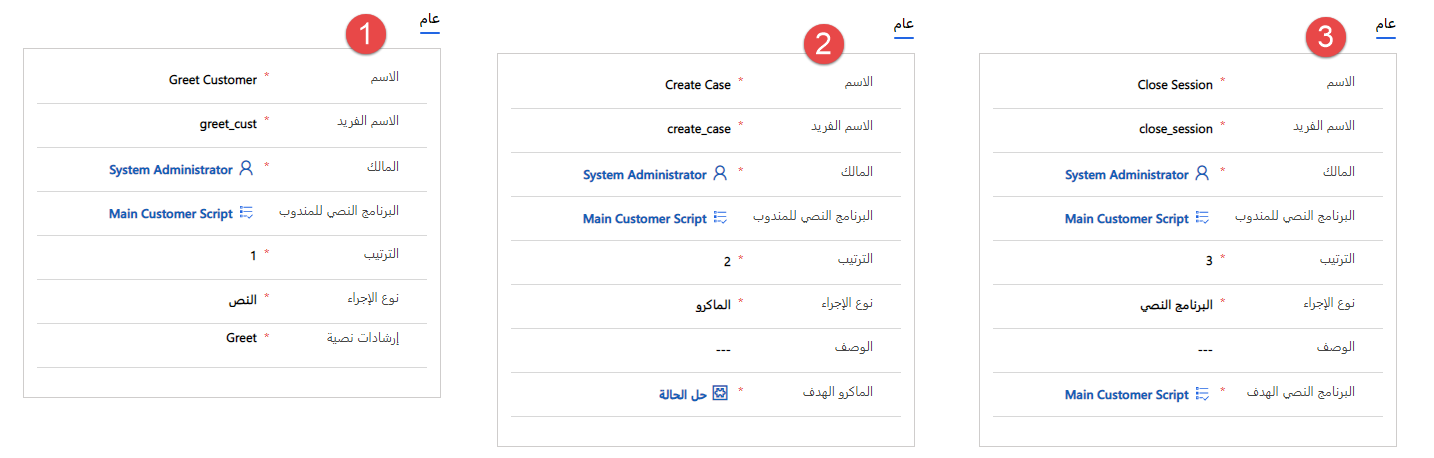 1
عام
الاسم * Greet Customer
الاسم الفريد greet_cust
المالك * System Administrator
البرنامج النصي للمندوب Main Customer Script
الترتيب * 1
نوع الإجراء * النص
إرشادات نصية * Greet
2
عام
الاسم * Create Case
الاسم الفريد * create_case
المالك * System Administrator
البرنامج النصي للمندوب Main Customer Script
الترتيب * 2
نوع الإجراء * الماكرو
الوصف ---
الماكرو الهدف * حل الحالة
3
عام
الاسم * Close Session
الاسم الفريد * close_session
المالك * System Administrator
البرنامج النصي للمندوب Main Customer Script
الترتيب * 3
نوع الإجراء * البرنامج النصي
الوصف ---
البرنامج النصي الهدف * Main Customer Script